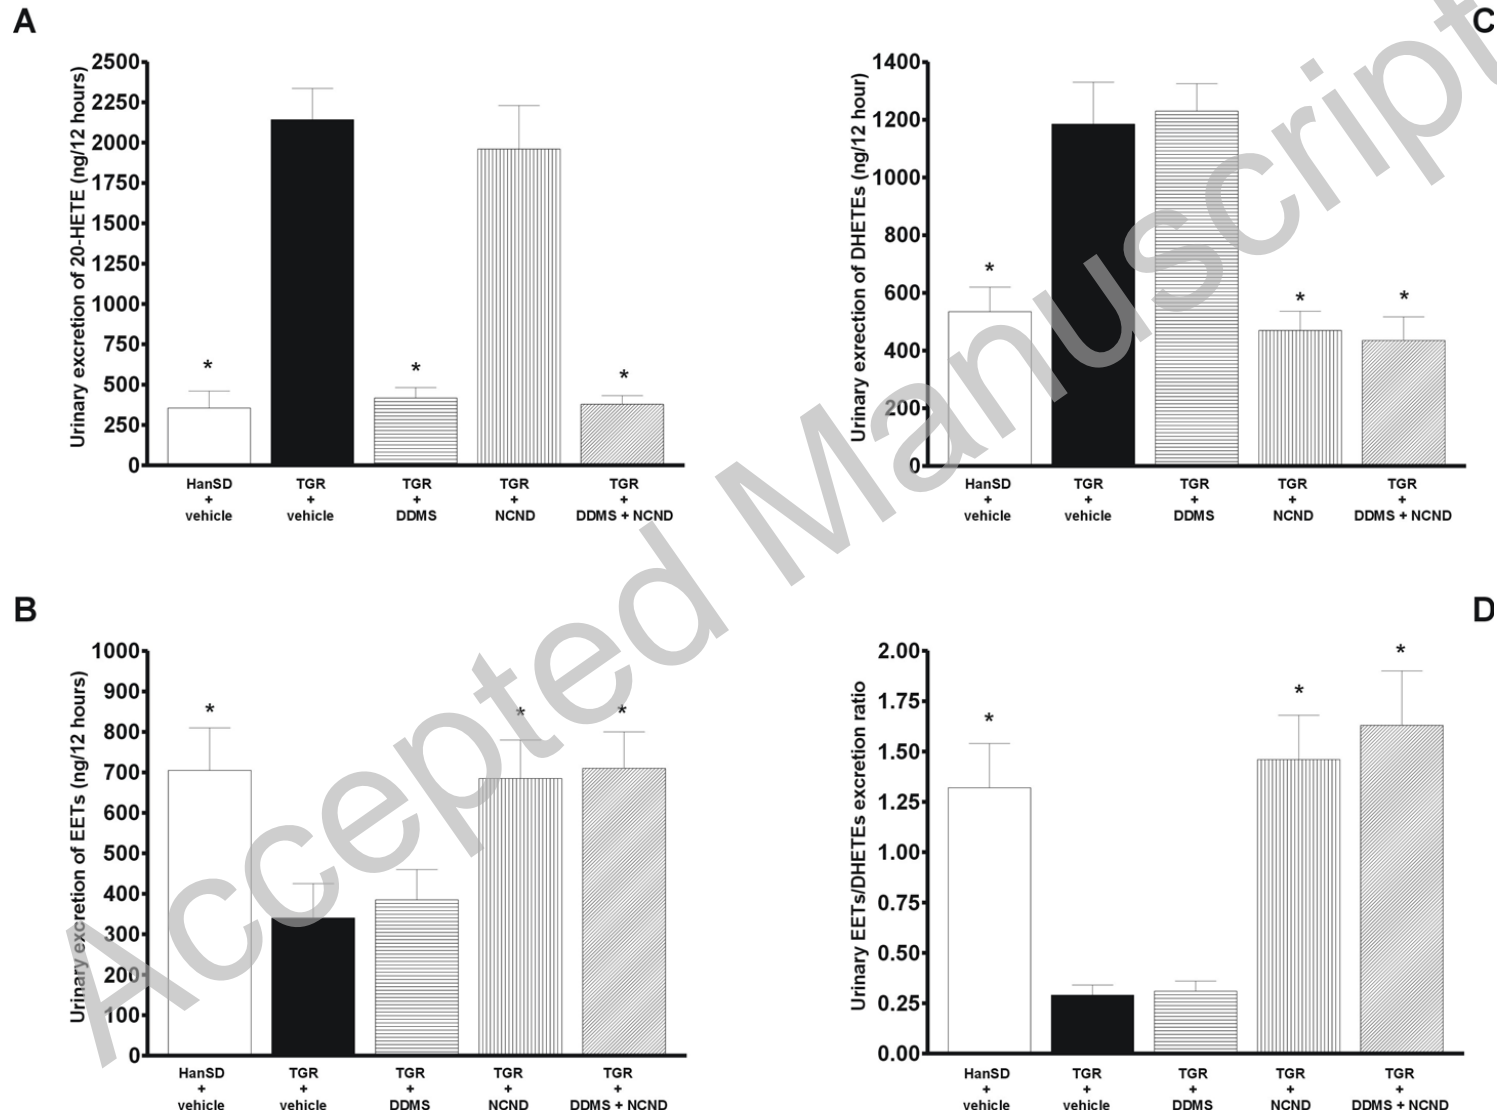 A
Urinary excretion of 20-HETE (ng/12 hours)
2500
2250
2000
1750
1500
1250
1000
750
500
250
0
*
*
*
HanSD
+
vehicle
TGR
+
vehicle
TGR
+
DDMS
TGR
+
NCND
TGR
+
DDMS + NCND
C
Urinary exrection of DHETEs (ng/12 hour)
1400
1200
1000
800
600
400
200
0
*
*
*
HanSD
+
vehicle
TGR
+
vehicle
TGR
+
DDMS
TGR
+
NCND
TGR
+
DDMS + NCND
B
Urinary excretion of EETs (ng/12 hours)
1000
900
800
700
600
500
400
300
200
100
0
*
*
*
HanSD
+
vehicle
TGR
+
vehicle
TGR
+
DDMS
TGR
+
NCND
TGR
+
DDMS + NCND
D
Urinary EETs/DHETEs excretion ratio
2.00
1.75
1.50
1.25
1.00
0.75
0.50
0.25
0.00
*
*
*
HanSD
+
vehicle
TGR
+
vehicle
TGR
+
DDMS
TGR
+
NCND
TGR
+
DDMS + NCND
Accepted Manuscript